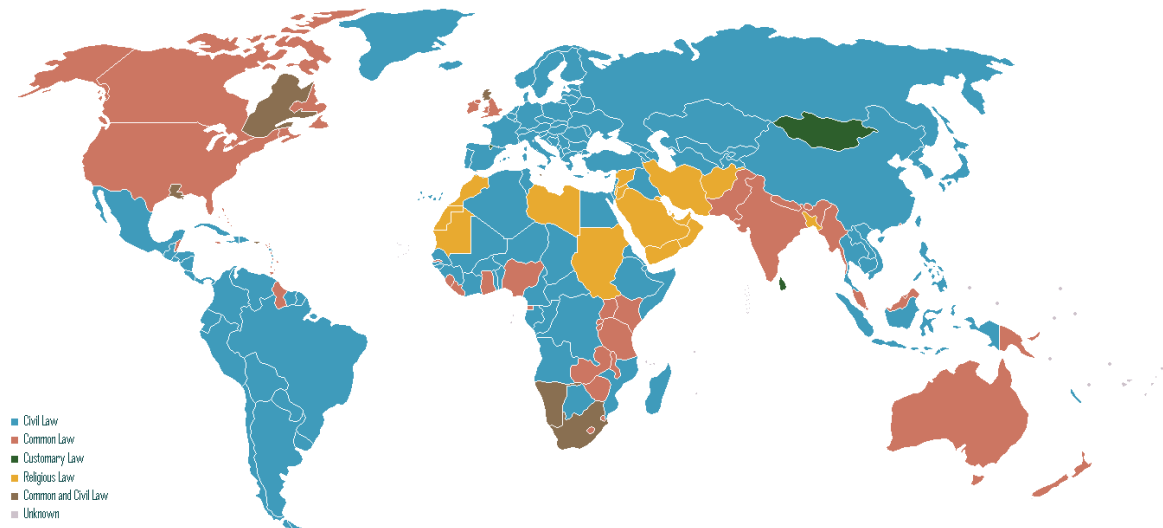 Civil Law
Common Law
Customary Law
Religious Law
Common and Civil Law
Unknown